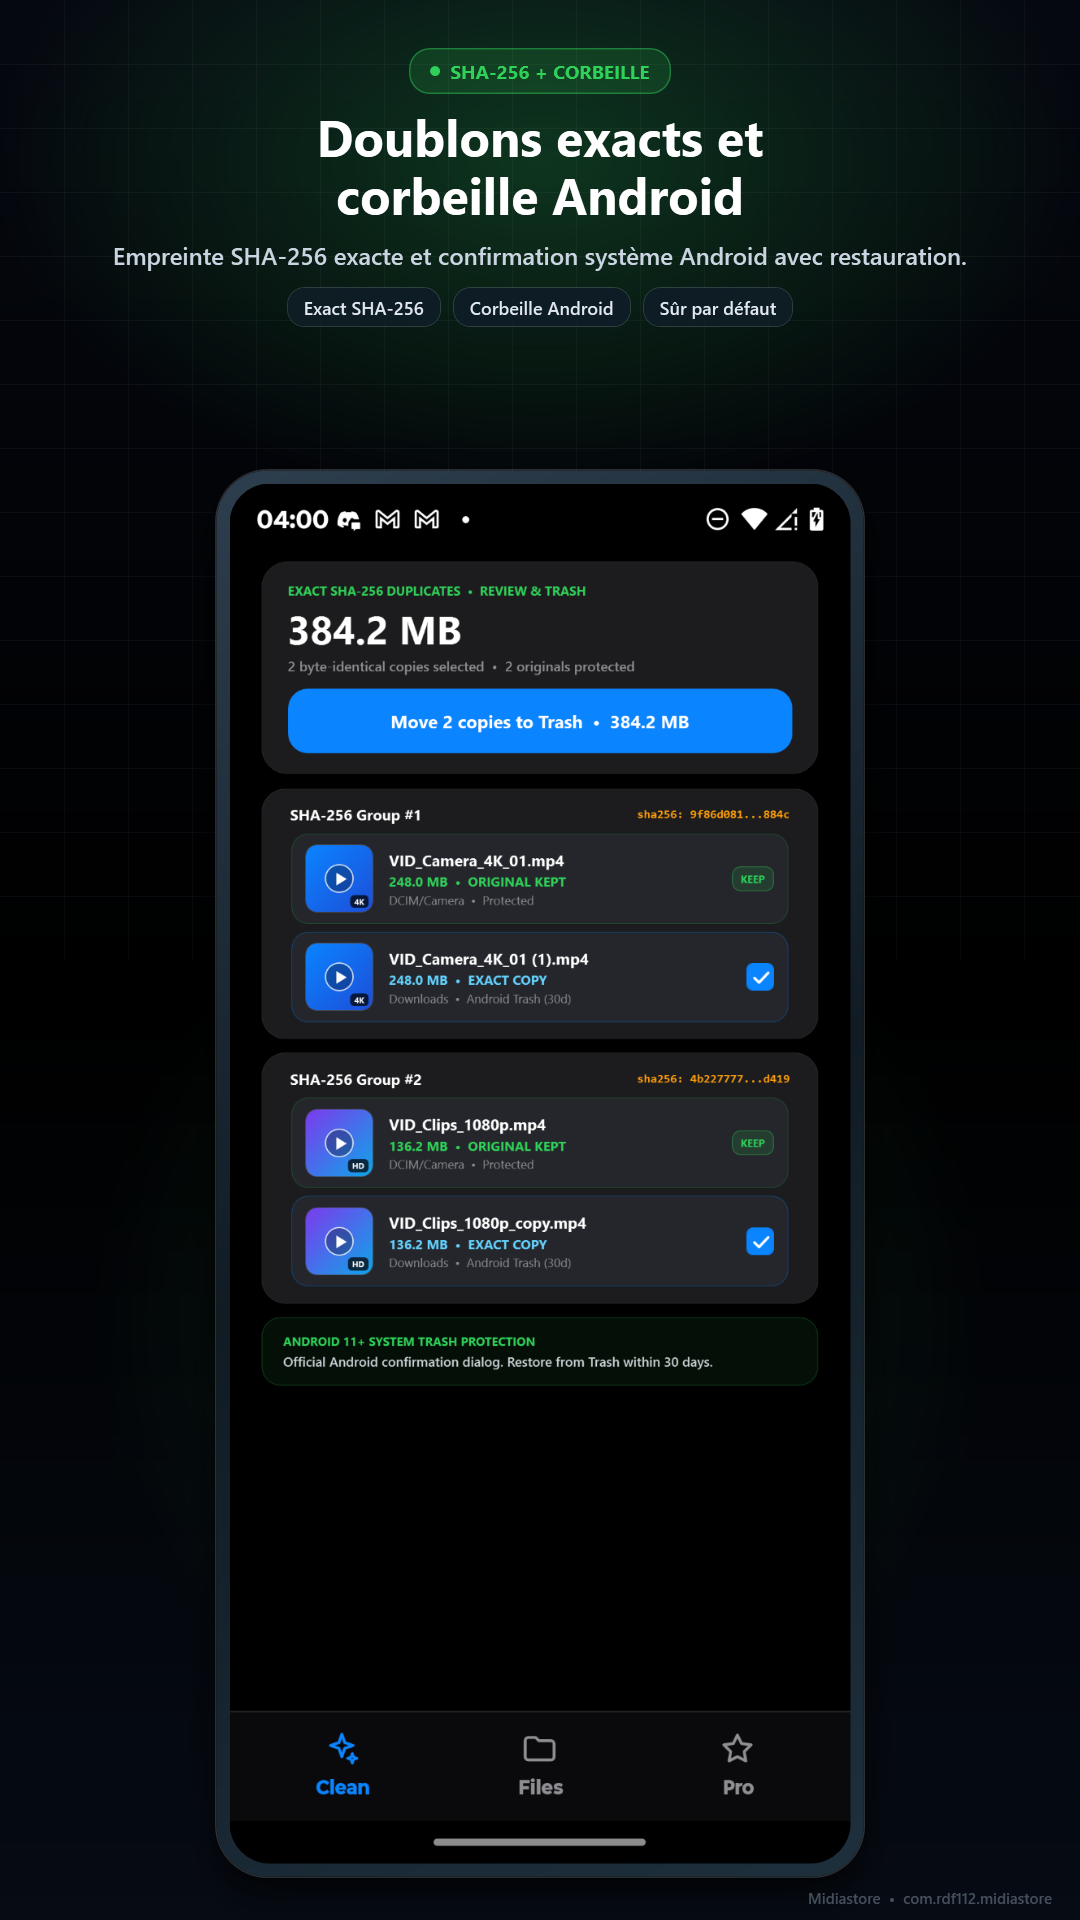 SHA-256 + CORBEILLE
Doublons exacts et
corbeille Android
Empreinte SHA-256 exacte et confirmation système Android avec restauration.
Exact SHA-256
Corbeille Android
Sûr par défaut
04:00
EXACT SHA-256 DUPLICATES • REVIEW & TRASH
384.2 MB
2 byte-identical copies selected • 2 originals protected
Move 2 copies to Trash • 384.2 MB
SHA-256 Group #1
sha256: 9f86d081...884c
VID_Camera_4K_01.mp4
248.0 MB • ORIGINAL KEPT
DCIM/Camera • Protected
4K
KEEP
VID_Camera_4K_01 (1).mp4
248.0 MB • EXACT COPY
Downloads • Android Trash (30d)
4K
SHA-256 Group #2
sha256: 4b227777...d419
VID_Clips_1080p.mp4
136.2 MB • ORIGINAL KEPT
DCIM/Camera • Protected
HD
KEEP
VID_Clips_1080p_copy.mp4
136.2 MB • EXACT COPY
Downloads • Android Trash (30d)
HD
ANDROID 11+ SYSTEM TRASH PROTECTION
Official Android confirmation dialog. Restore from Trash within 30 days.
Clean
Files
Pro
Midiastore • com.rdf112.midiastore